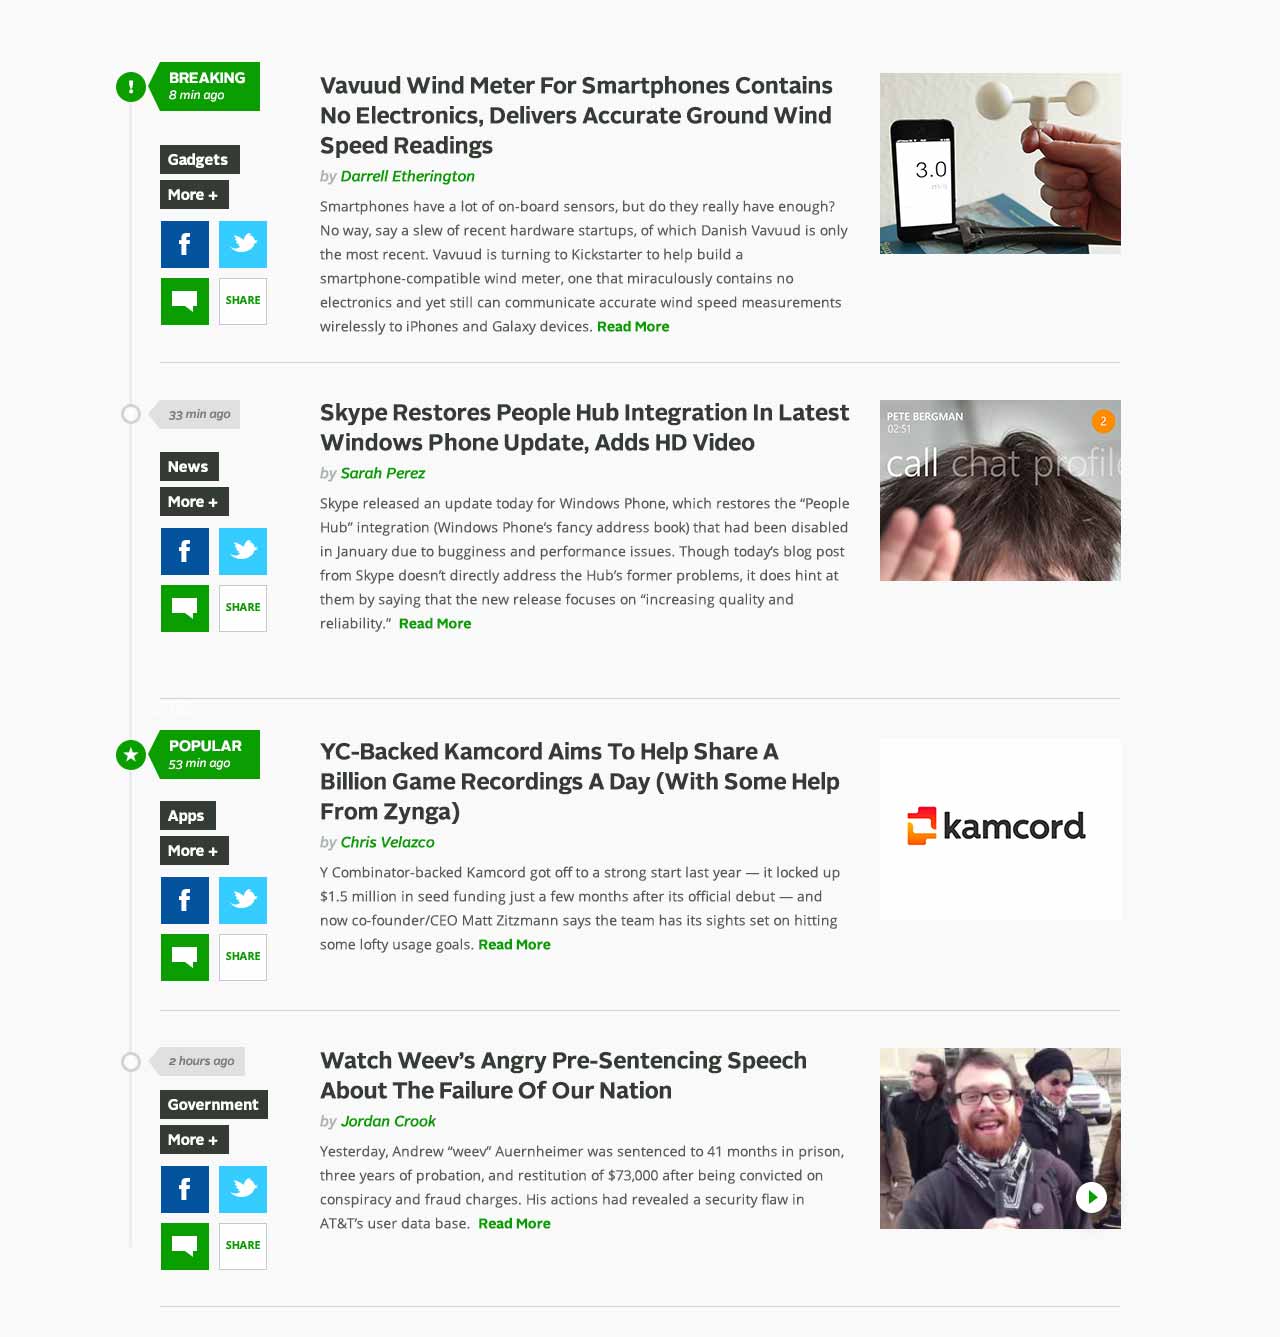 BREAKING
8 min ago
Gadgets
More +
SHARE
Vavuud Wind Meter For Smartphones Contains
No Electronics, Delivers Accurate Ground Wind
Speed Readings
by Darrell Etherington
Smartphones have a lot of on-board sensors, but do they really have enough?
No way, say a slew of recent hardware startups, of which Danish Vavuud is only
the most recent. Vavuud is turning to Kickstarter to help build a
smartphone-compatible wind meter, one that miraculously contains no
electronics and yet still can communicate accurate wind speed measurements
wirelessly to iPhones and Galaxy devices. Read More
3.0
33 min ago
News
More +
SHARE
Skype Restores People Hub Integration In Latest
Windows Phone Update, Adds HD Video
by Sarah Perez
Skype released an update today for Windows Phone, which restores the “People
Hub” integration (Windows Phone’s fancy address book) that had been disabled
in January due to bugginess and performance issues. Though today’s blog post
from Skype doesn’t directly address the Hub’s former problems, it does hint at
them by saying that the new release focuses on “increasing quality and
reliability.” Read More
PETE BERGMAN
02:51
2
call chat profile
POPULAR
53 min ago
Apps
More +
SHARE
YC-Backed Kamcord Aims To Help Share A
Billion Game Recordings A Day (With Some Help
From Zynga)
by Chris Velazco
Y Combinator-backed Kamcord got off to a strong start last year — it locked up
$1.5 million in seed funding just a few months after its official debut — and
now co-founder/CEO Matt Zitzmann says the team has its sights set on hitting
some lofty usage goals. Read More
kamcord
2 hours ago
Government
More +
SHARE
Watch Weev’s Angry Pre-Sentencing Speech
About The Failure Of Our Nation
by Jordan Crook
Yesterday, Andrew “weev” Auernheimer was sentenced to 41 months in prison,
three years of probation, and restitution of $73,000 after being convicted on
conspiracy and fraud charges. His actions had revealed a security flaw in
AT&T’s user data base. Read More